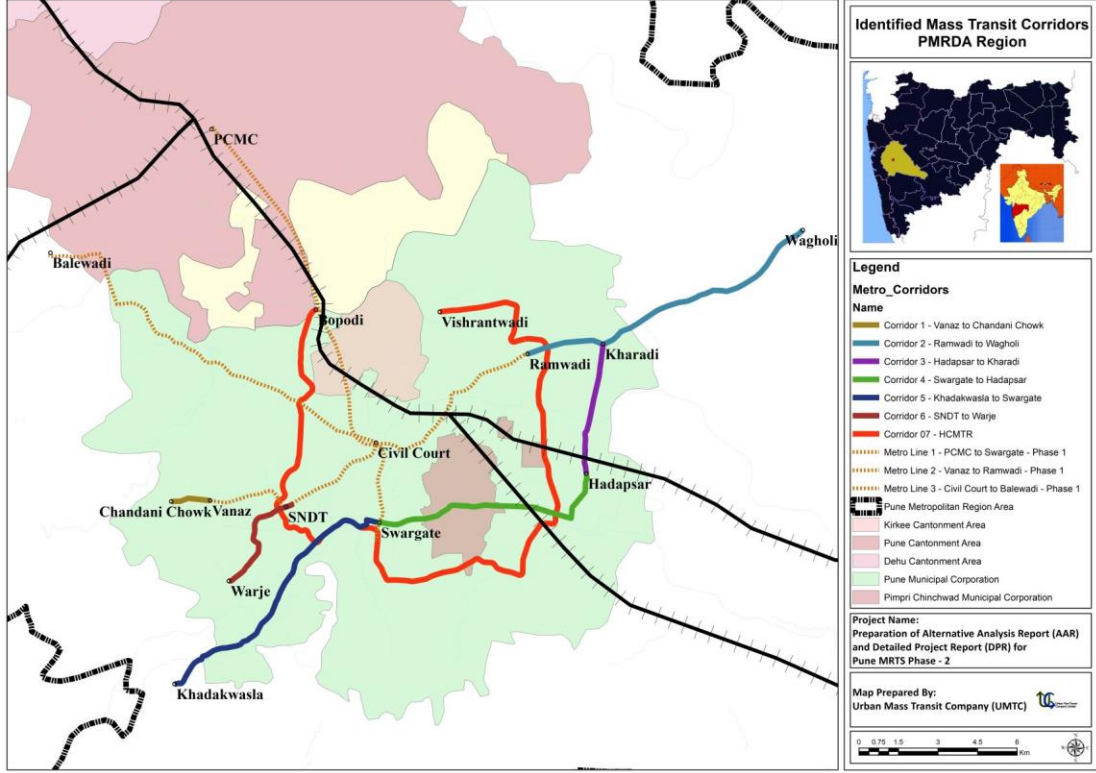 PCMC
Balewadi
Wagholi
Bopodi
Vishrantwadi
Ramwadi
Kharadi
Civil Court
Hadapsar
Chandani Chowk
Vanaz
SNDT
Swargate
Warje
Khadakwasla
Identified Mass Transit Corridors
PMRDA Region
Legend
Metro_Corridors
Name
Corridor 1 - Vanaz to Chandani Chowk
Corridor 2 - Ramwadi to Wagholi
Corridor 3 - Hadapsar to Kharadi
Corridor 4 - Swargate to Hadapsar
Corridor 5 - Khadakwasla to Swargate
Corridor 6 - SNDT to Warje
Corridor 07 - HCMTR
Metro Line 1 - PCMC to Swargate - Phase 1
Metro Line 2 - Vanaz to Ramwadi - Phase 1
Metro Line 3 - Civil Court to Balewadi - Phase 1
Pune Metropolitan Region Area
Kirkee Cantonment Area
Pune Cantonment Area
Dehu Cantonment Area
Pune Municipal Corporation
Pimpri Chinchwad Municipal Corporation
Project Name:
Preparation of Alternative Analysis Report (AAR)
and Detailed Project Report (DPR) for
Pune MRTS Phase - 2
Map Prepared By:
Urban Mass Transit Company (UMTC)
0 0.75 1.5 3 4.5 6
Km